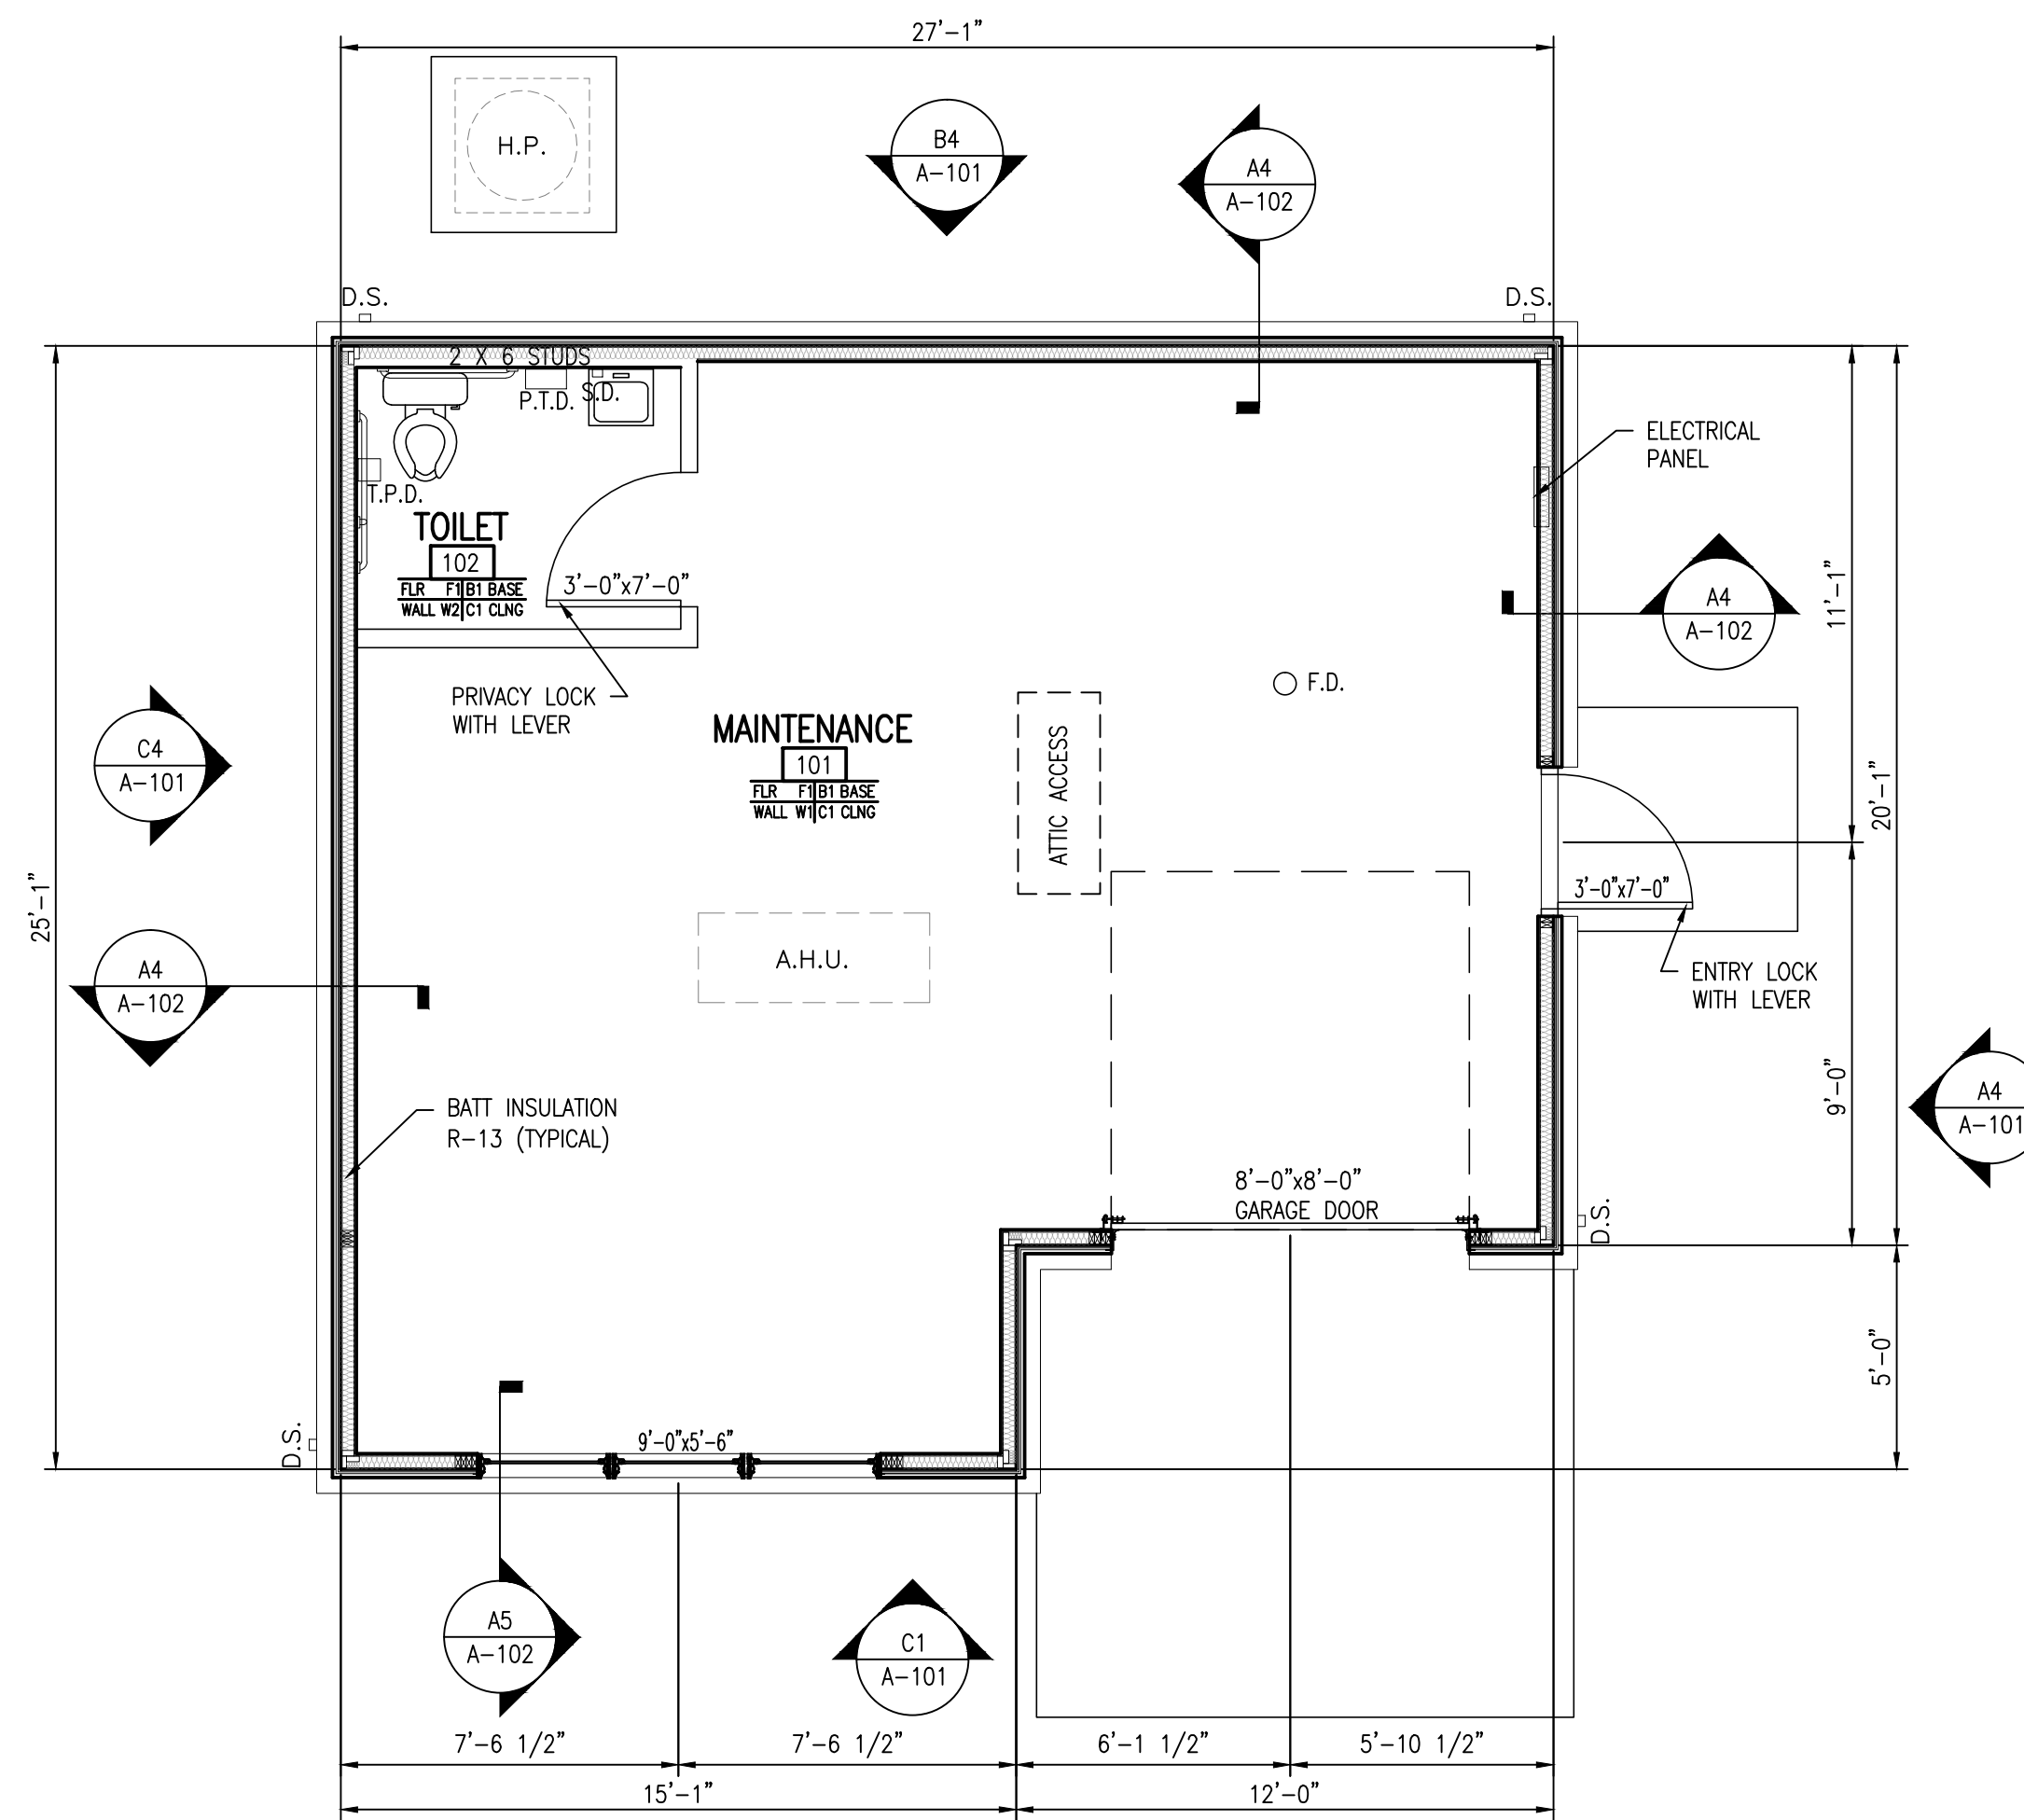 27'-1"
H.P.
B4
A-101
A4
A-102
D.S.
D.S.
2 X 6 STUDS
P.T.D.
S.D.
T.P.D.
TOILET
102
FLR F1 B1 BASE
WALL W2 C1 CLNG
3'-0"x7'-0"
PRIVACY LOCK
WITH LEVER
ELECTRICAL
PANEL
A4
A-102
11'-1"
20'-1"
F.D.
MAINTENANCE
101
FLR F1 B1 BASE
WALL W1 C1 CLNG
ATTIC ACCESS
C4
A-101
25'-1"
A4
A-102
A.H.U.
3'-0"x7'-0"
ENTRY LOCK
WITH LEVER
9'-0"
A4
A-101
BATT INSULATION
R-13 (TYPICAL)
8'-0"x8'-0"
GARAGE DOOR
D.S.
5'-0"
D.S.
9'-0"x5'-6"
A5
A-102
C1
A-101
7'-6 1/2"
7'-6 1/2"
6'-1 1/2"
5'-10 1/2"
15'-1"
12'-0"